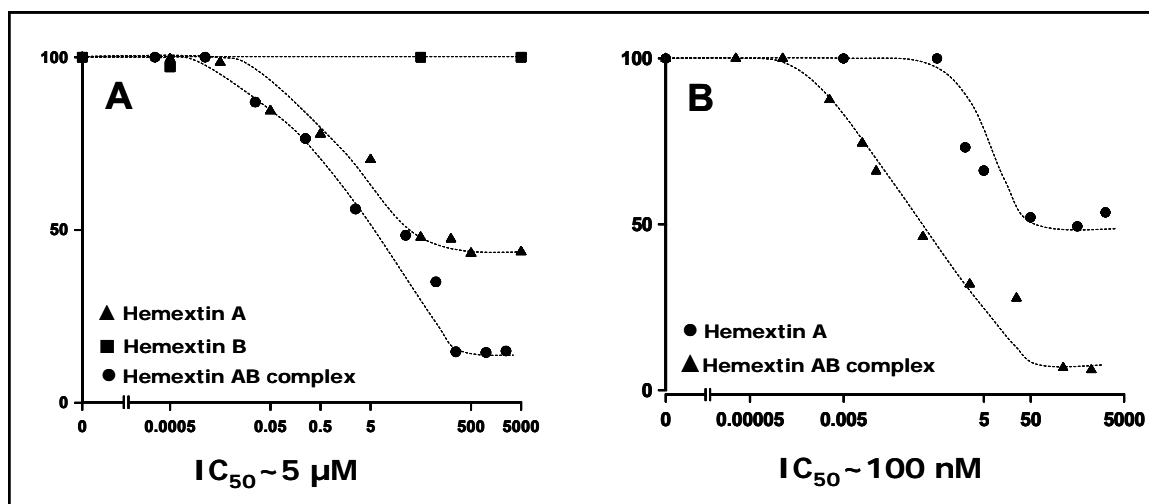 A
100
50
0
▲ Hemextin A
■ Hemextin B
● Hemextin AB complex
0 0.0005 0.05 0.5 5 500 5000
IC₅₀ ~ 5 µM
B
100
50
0
● Hemextin A
▲ Hemextin AB complex
0 0.00005 0.005 5 50 5000
IC₅₀ ~ 100 nM